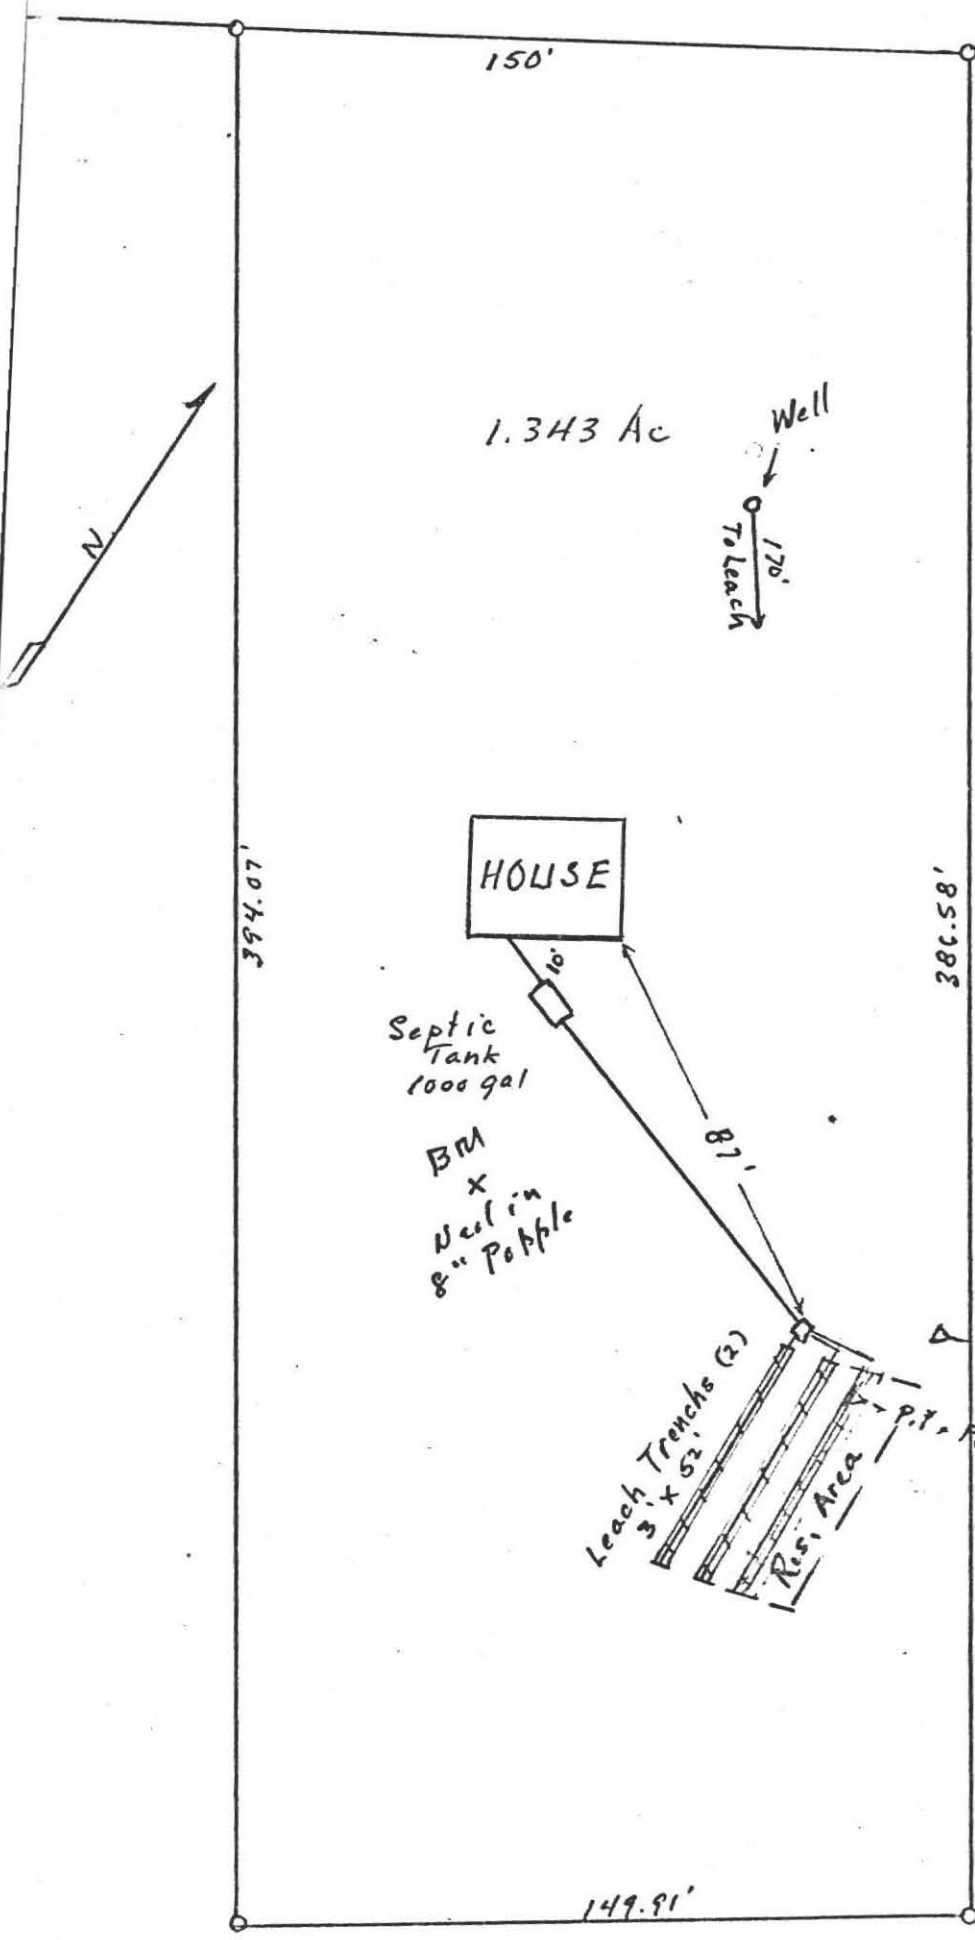 150'
1.343 Ac
Well
N
170'
To Leach
HOUSE
394.07'
386.58'
10'
Septic
Tank
1000 gal
87'
BM
x
Nail in
8" Popple
Leach Trenchs (2)
3' x 52'
Res. Area
149.91'